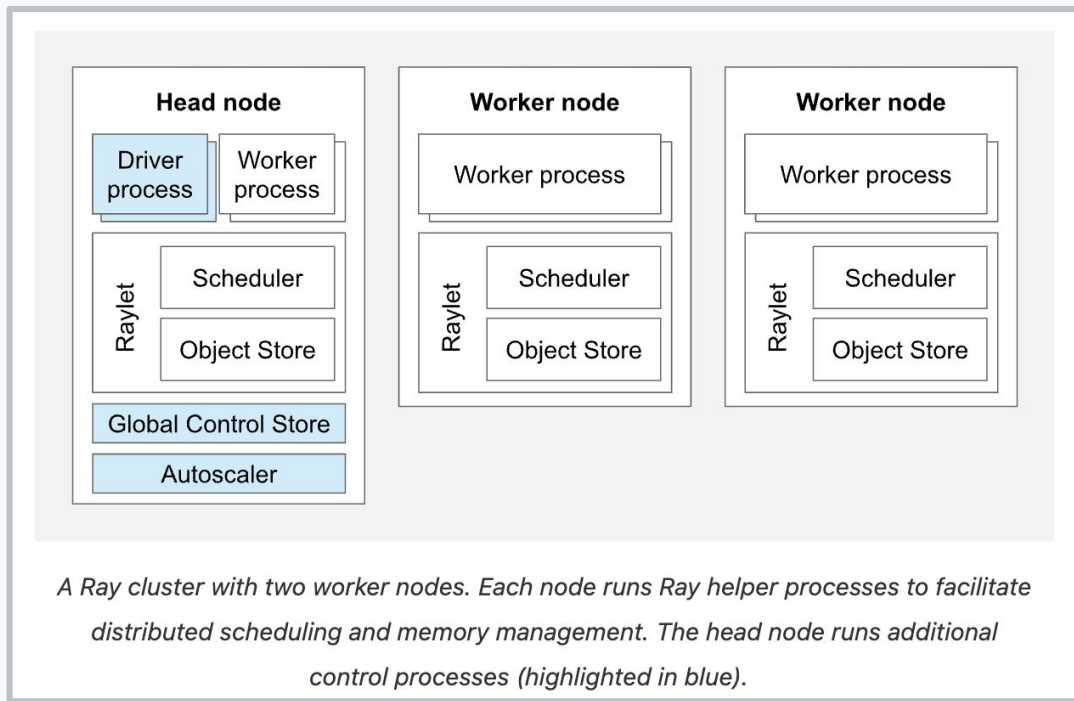 Head node
Driver
process
Worker
process
Raylet
Scheduler
Object Store
Global Control Store
Autoscaler
Worker node
Worker process
Raylet
Scheduler
Object Store
Worker node
Worker process
Raylet
Scheduler
Object Store
A Ray cluster with two worker nodes. Each node runs Ray helper processes to facilitate
distributed scheduling and memory management. The head node runs additional
control processes (highlighted in blue).